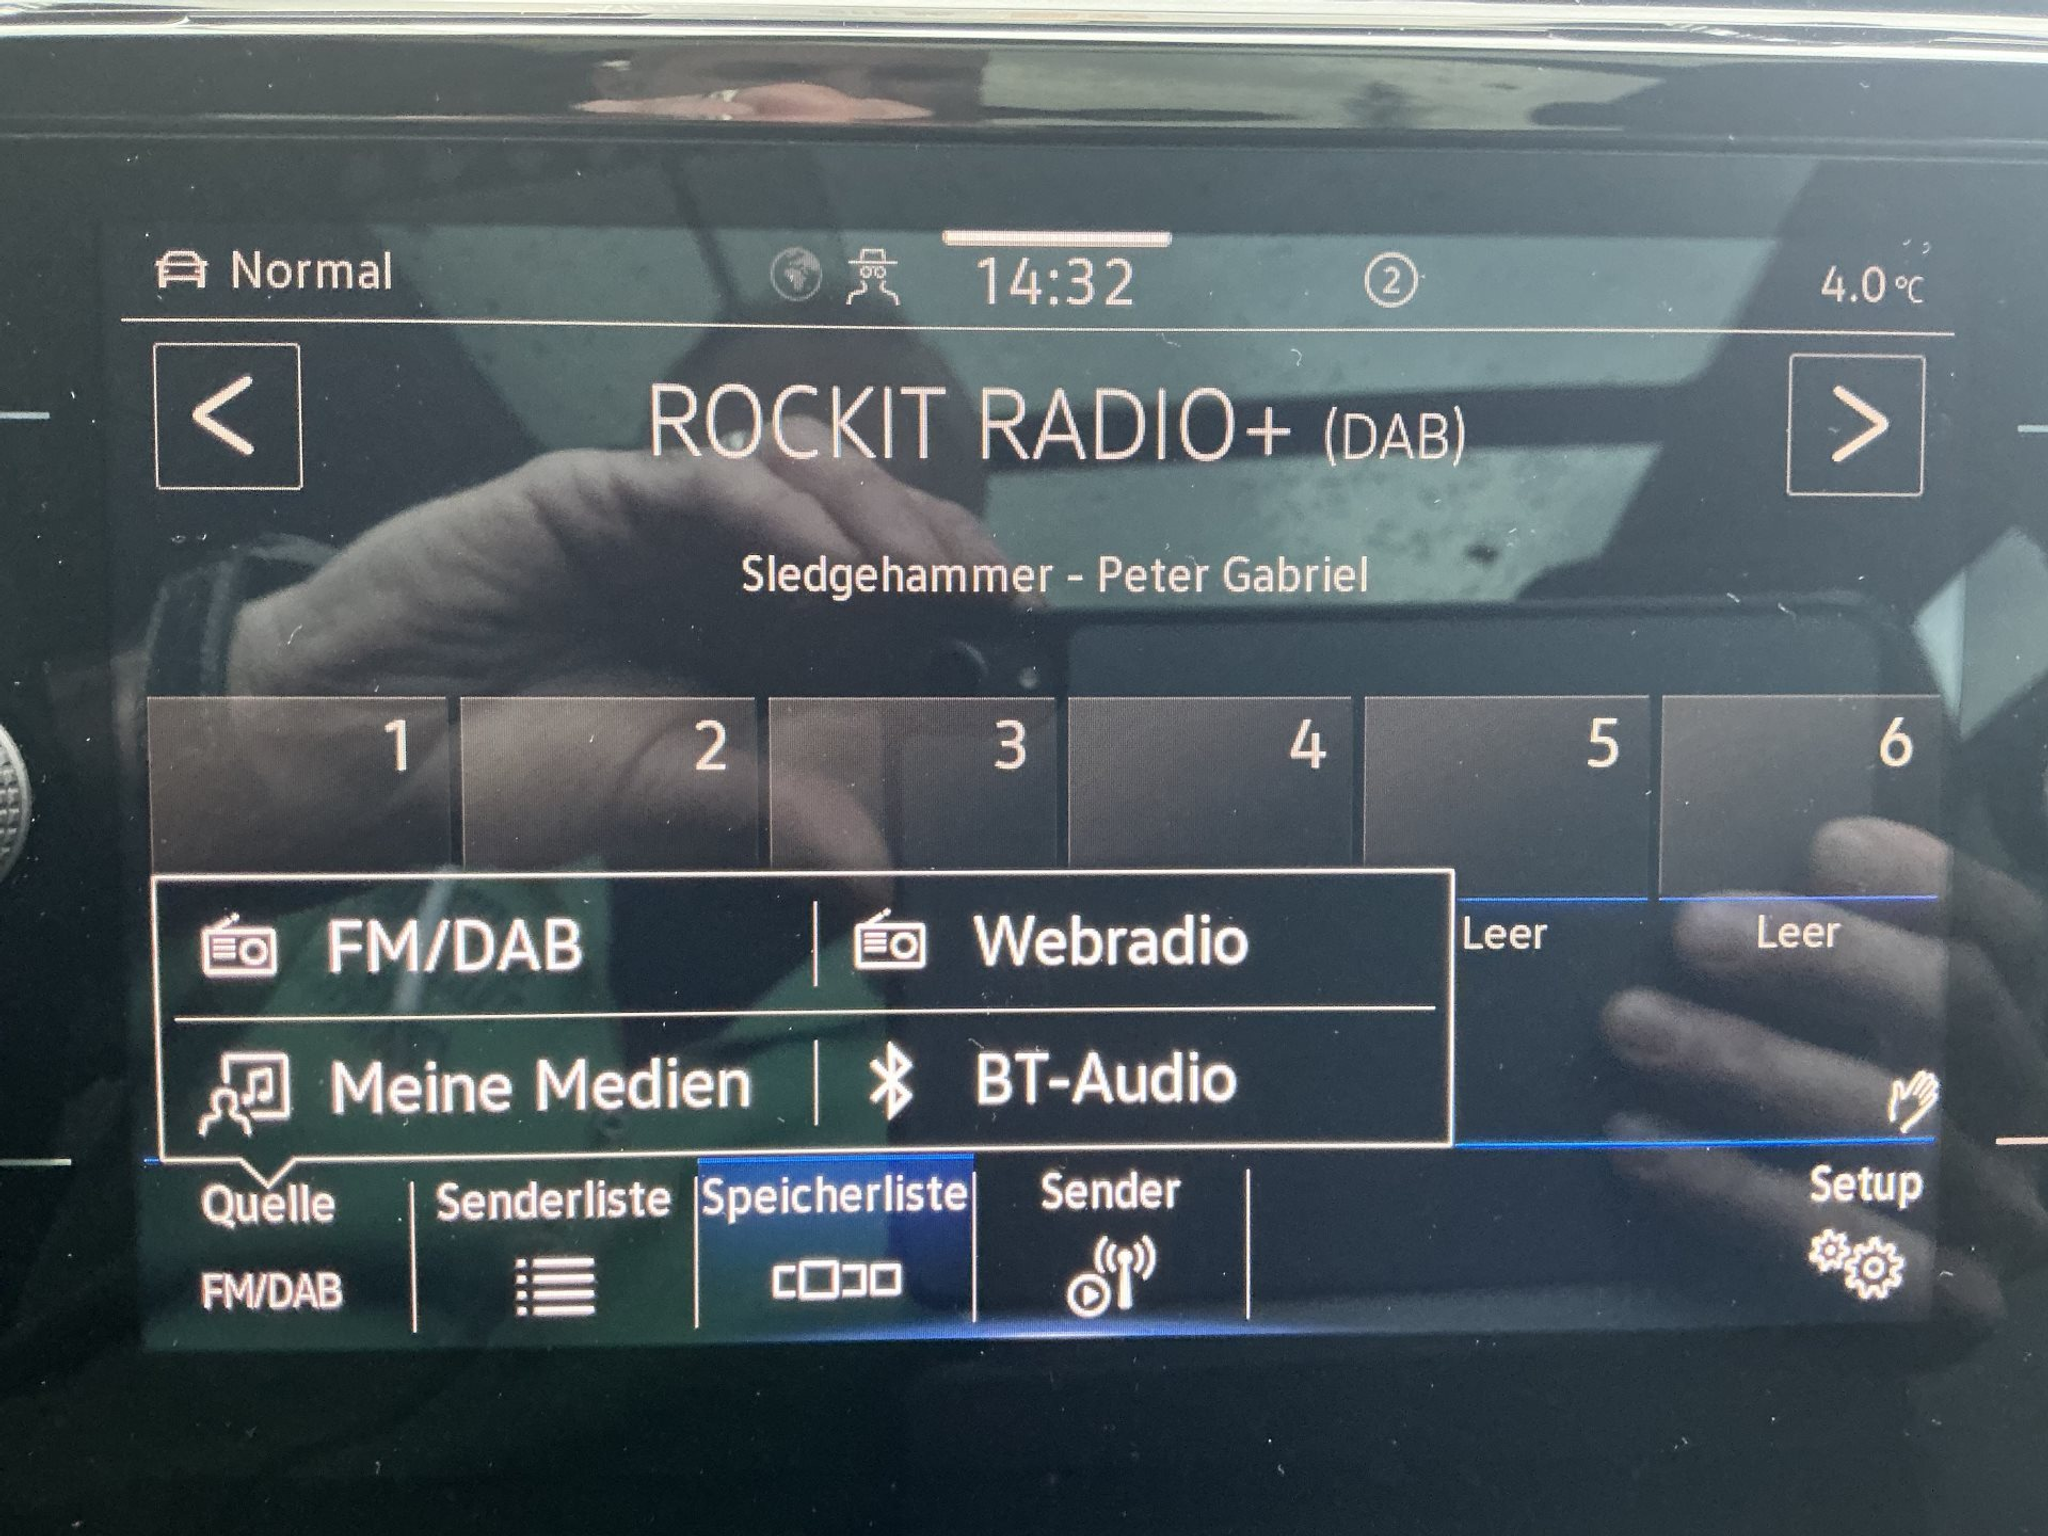 Normal
14:32
2
4.0 °C
<
ROCKIT RADIO+ (DAB)
>
Sledgehammer - Peter Gabriel
1 2 3 4 5 6
FM/DAB
Webradio
Leer
Leer
Meine Medien
BT-Audio
Quelle
Senderliste
Speicherliste
Sender
Setup
FM/DAB